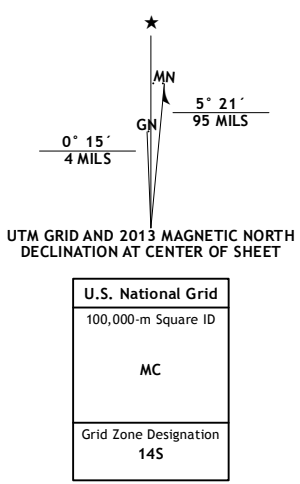 MN
GN
5° 21´
95 MILS
0° 15´
4 MILS
UTM GRID AND 2013 MAGNETIC NORTH
DECLINATION AT CENTER OF SHEET
U.S. National Grid
100,000-m Square ID
MC
Grid Zone Designation
14S